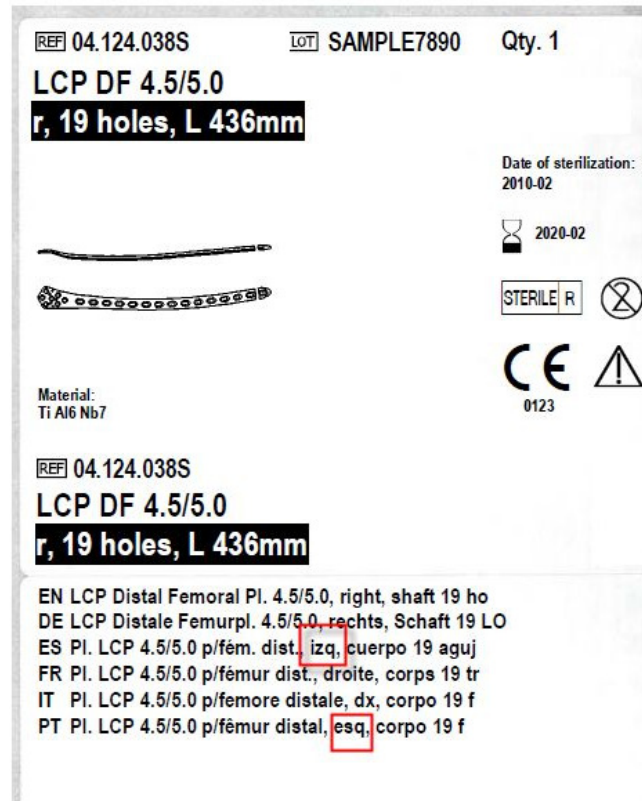 REF 04.124.038S LOT SAMPLE7890 Qty. 1
LCP DF 4.5/5.0
r, 19 holes, L 436mm
Date of sterilization:
2010-02
2020-02
STERILE R
2
CE
0123
Material:
Ti Al6 Nb7
REF 04.124.038S
LCP DF 4.5/5.0
r, 19 holes, L 436mm
EN LCP Distal Femoral Pl. 4.5/5.0, right, shaft 19 ho
DE LCP Distale Femurpl. 4.5/5.0, rechts, Schaft 19 LO
ES Pl. LCP 4.5/5.0 p/fém. dist., izq, cuerpo 19 aguj
FR Pl. LCP 4.5/5.0 p/fémur dist., droite, corps 19 tr
IT Pl. LCP 4.5/5.0 p/femore distale, dx, corpo 19 f
PT Pl. LCP 4.5/5.0 p/fêmur distal, esq, corpo 19 f